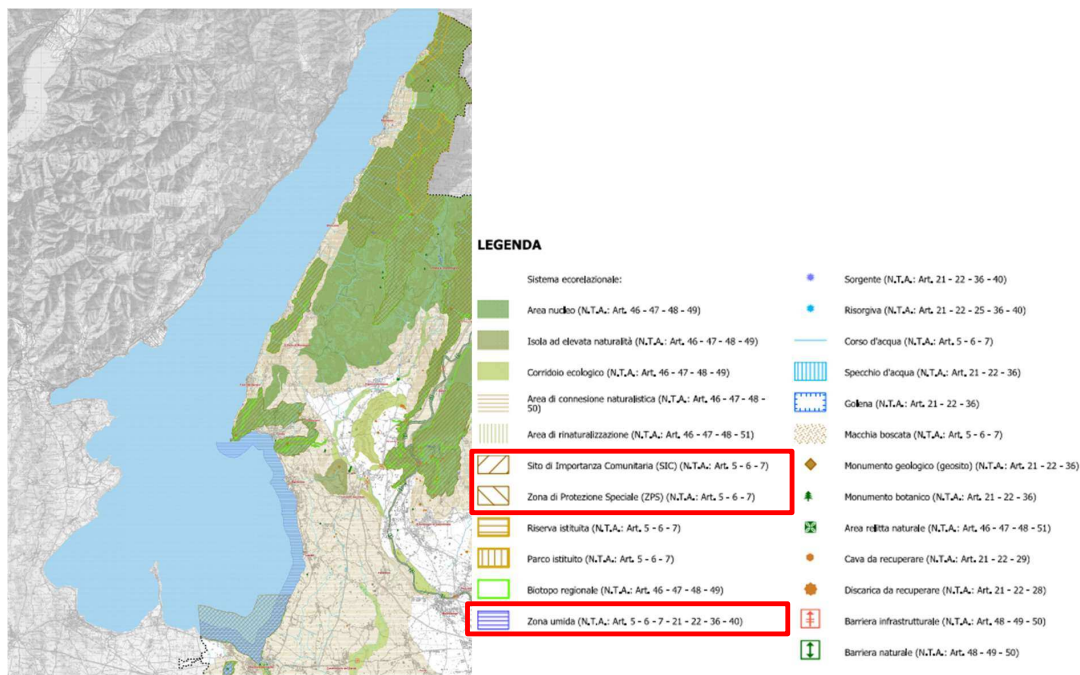 LEGENDA
Sistema ecorelazionale:
Area nucleo (N.T.A.: Art. 46 - 47 - 48 - 49)
Isola ad elevata naturalità (N.T.A.: Art. 46 - 47 - 48 - 49)
Corridoio ecologico (N.T.A.: Art. 46 - 47 - 48 - 49)
Area di connesione naturalistica (N.T.A.: Art. 46 - 47 - 48 -
50)
Area di rinaturalizzazione (N.T.A.: Art. 46 - 47 - 48 - 51)
Sito di Importanza Comunitaria (SIC) (N.T.A.: Art. 5 - 6 - 7)
Zona di Protezione Speciale (ZPS) (N.T.A.: Art. 5 - 6 - 7)
Riserva istituita (N.T.A.: Art. 5 - 6 - 7)
Parco istituito (N.T.A.: Art. 5 - 6 - 7)
Biotopo regionale (N.T.A.: Art. 46 - 47 - 48 - 49)
Zona umida (N.T.A.: Art. 5 - 6 - 7 - 21 - 22 - 36 - 40)
Sorgente (N.T.A.: Art. 21 - 22 - 36 - 40)
Risorgiva (N.T.A.: Art. 21 - 22 - 25 - 36 - 40)
Corso d'acqua (N.T.A.: Art. 5 - 6 - 7)
Specchio d'acqua (N.T.A.: Art. 21 - 22 - 36)
Golena (N.T.A.: Art. 21 - 22 - 36)
Macchia boscata (N.T.A.: Art. 5 - 6 - 7)
Monumento geologico (geosito) (N.T.A.: Art. 21 - 22 - 36)
Monumento botanico (N.T.A.: Art. 21 - 22 - 36)
Area relitta naturale (N.T.A.: Art. 46 - 47 - 48 - 51)
Cava da recuperare (N.T.A.: Art. 21 - 22 - 29)
Discarica da recuperare (N.T.A.: Art. 21 - 22 - 28)
Barriera infrastrutturale (N.T.A.: Art. 48 - 49 - 50)
Barriera naturale (N.T.A.: Art. 48 - 49 - 50)